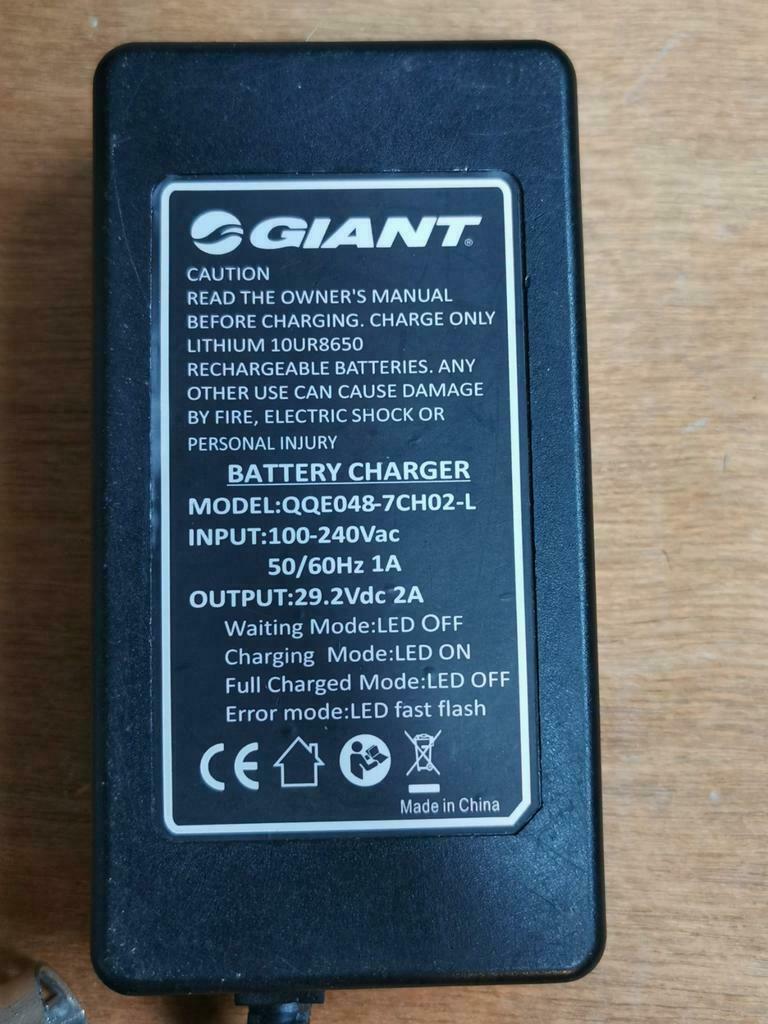 GIANT®
CAUTION
READ THE OWNER'S MANUAL
BEFORE CHARGING. CHARGE ONLY
LITHIUM 10UR8650
RECHARGEABLE BATTERIES. ANY
OTHER USE CAN CAUSE DAMAGE
BY FIRE, ELECTRIC SHOCK OR
PERSONAL INJURY
BATTERY CHARGER
MODEL:QQE048-7CH02-L
INPUT:100-240Vac
50/60Hz 1A
OUTPUT:29.2Vdc 2A
Waiting Mode:LED OFF
Charging Mode:LED ON
Full Charged Mode:LED OFF
Error mode:LED fast flash
CE
Made in China